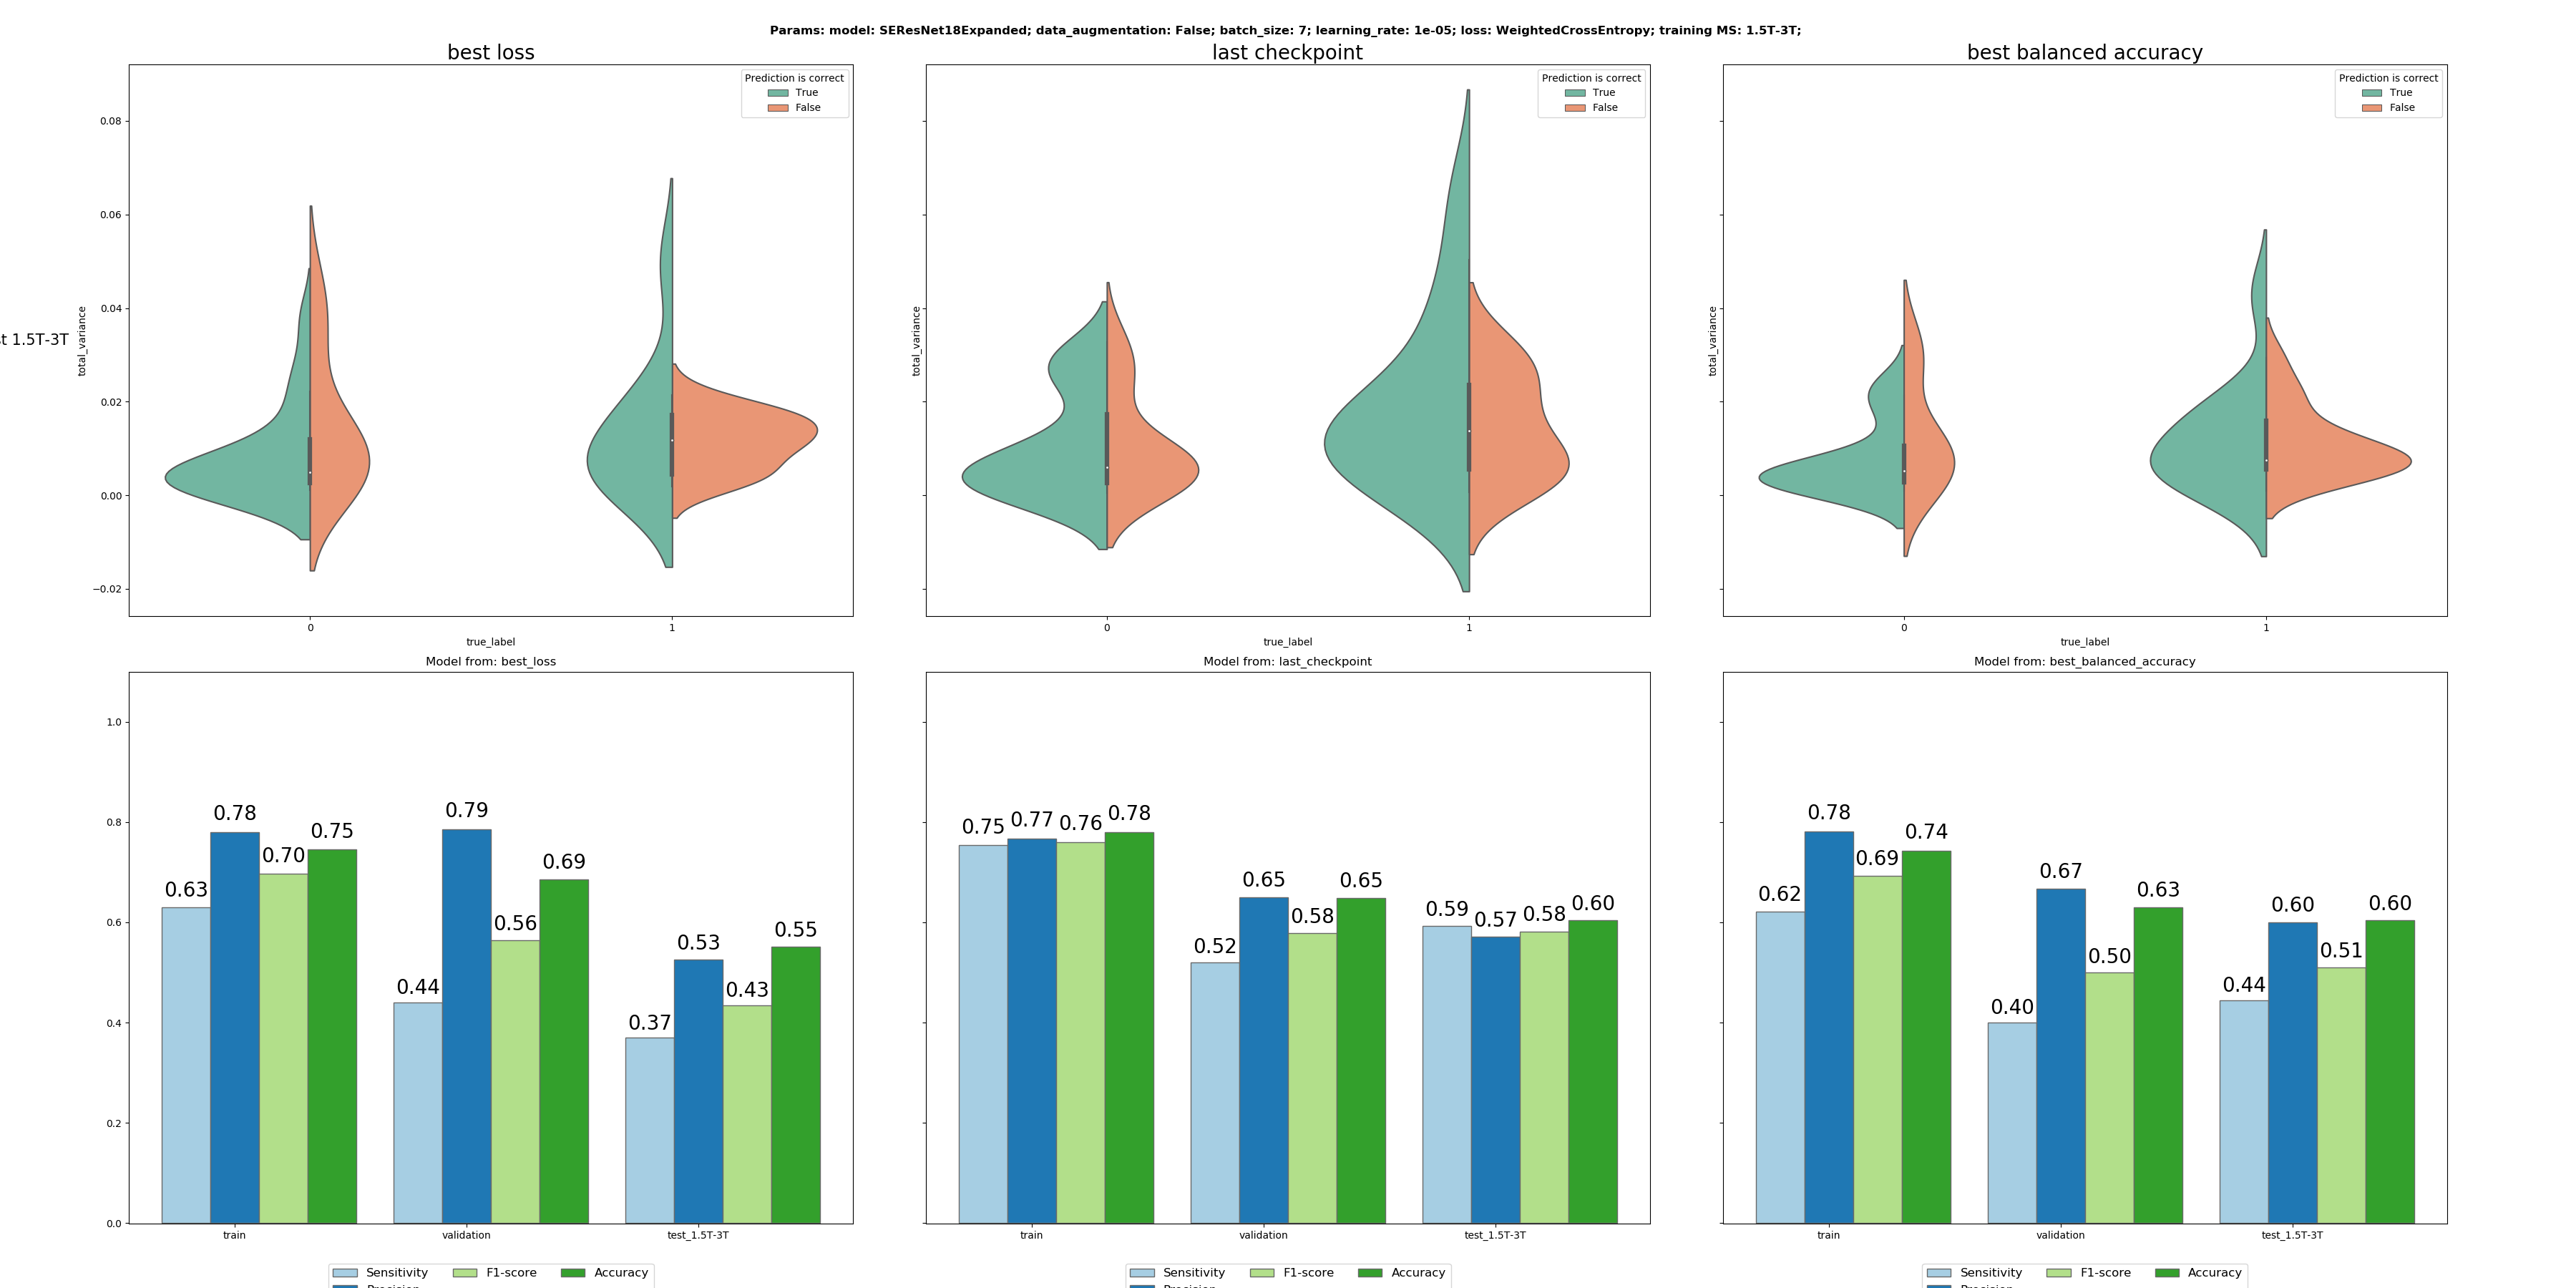 Params: model: SEResNet18Expanded; data_augmentation: False; batch_size: 7; learning_rate: 1e-05; loss: WeightedCrossEntropy; training MS: 1.5T-3T;
best loss
last checkpoint
best balanced accuracy
Prediction is correct
True
False
Prediction is correct
True
False
Prediction is correct
True
False
0.08
0.06
0.04
0.02
0.00
−0.02
1.5T-3T
total_variance
total_variance
total_variance
0 1
0 1
0 1
true_label
true_label
true_label
Model from: best_loss
Model from: last_checkpoint
Model from: best_balanced_accuracy
1.0
0.8
0.6
0.4
0.2
0.0
0.63 0.78 0.70 0.75
0.44 0.79 0.56 0.69
0.37 0.53 0.43 0.55
0.75 0.77 0.76 0.78
0.52 0.65 0.58 0.65
0.59 0.57 0.58 0.60
0.62 0.78 0.69 0.74
0.40 0.67 0.50 0.63
0.44 0.60 0.51 0.60
train validation test_1.5T-3T
train validation test_1.5T-3T
train validation test_1.5T-3T
Sensitivity F1-score Accuracy
Sensitivity F1-score Accuracy
Sensitivity F1-score Accuracy